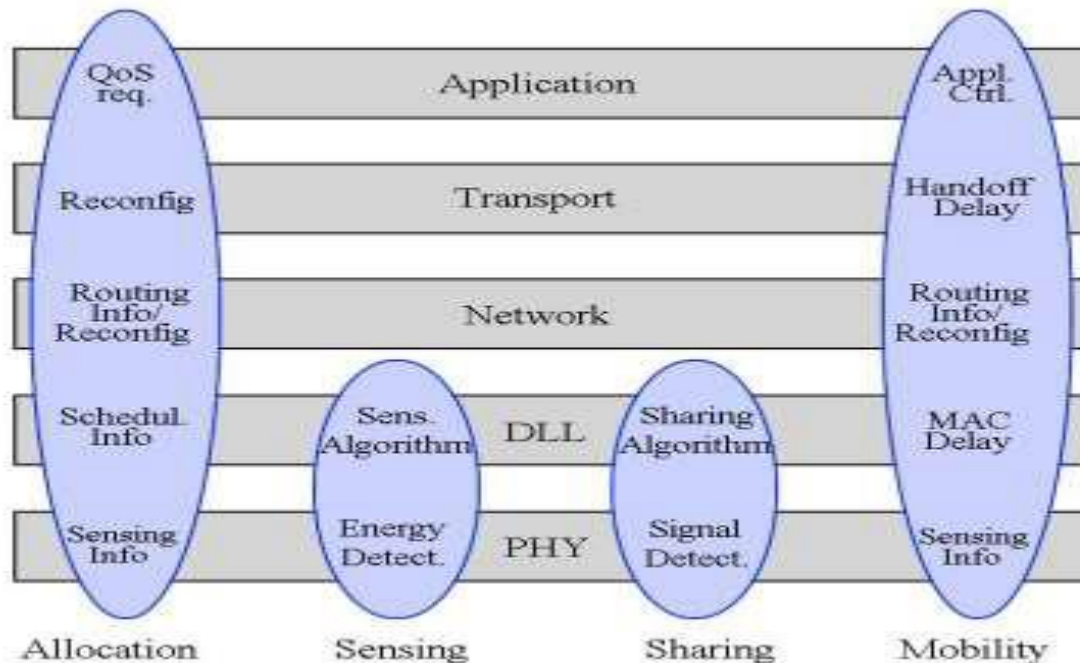 QoS
req.
Application
Appl.
Ctrl.
Reconfig
Transport
Handoff
Delay
Routing
Info/
Reconfig
Network
Routing
Info/
Reconfig
Schedul.
Info
Sens.
Algorithm
DLL
Sharing
Algorithm
MAC
Delay
Sensing
Info
Energy
Detect.
PHY
Signal
Detect.
Sensing
Info
Allocation
Sensing
Sharing
Mobility